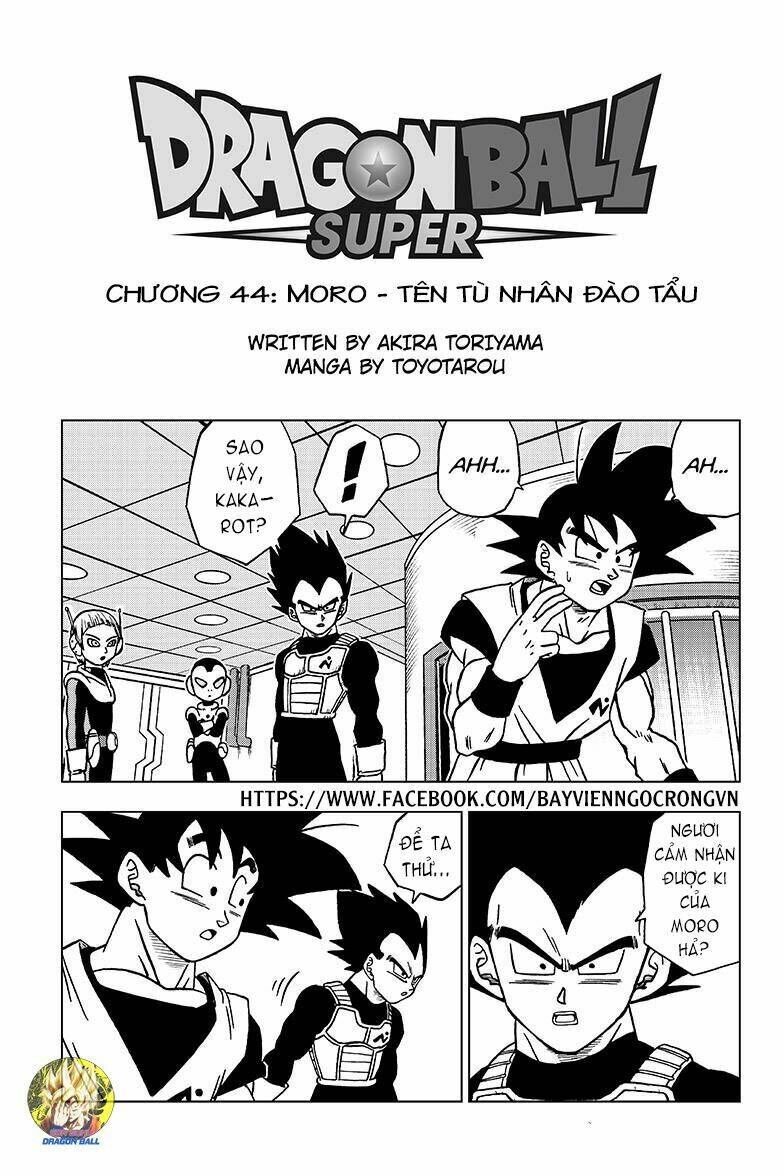 DRAGON BALL
SUPER
CHƯƠNG 44: MORO - TÊN TÙ NHÂN ĐÀO TẨU
WRITTEN BY AKIRA TORIYAMA
MANGA BY TOYOTAROU
AH...
AHH...
!
SAO
VẬY,
KAKA-
ROT?
HTTPS://WWW.FACEBOOK.COM/BAYVIENNGOCRONGVN
NGƯƠI
CẢM NHẬN
ĐƯỢC KI
CỦA
MORO
HẢ?
ĐỂ TA
THỬ...
DRAGON BALL